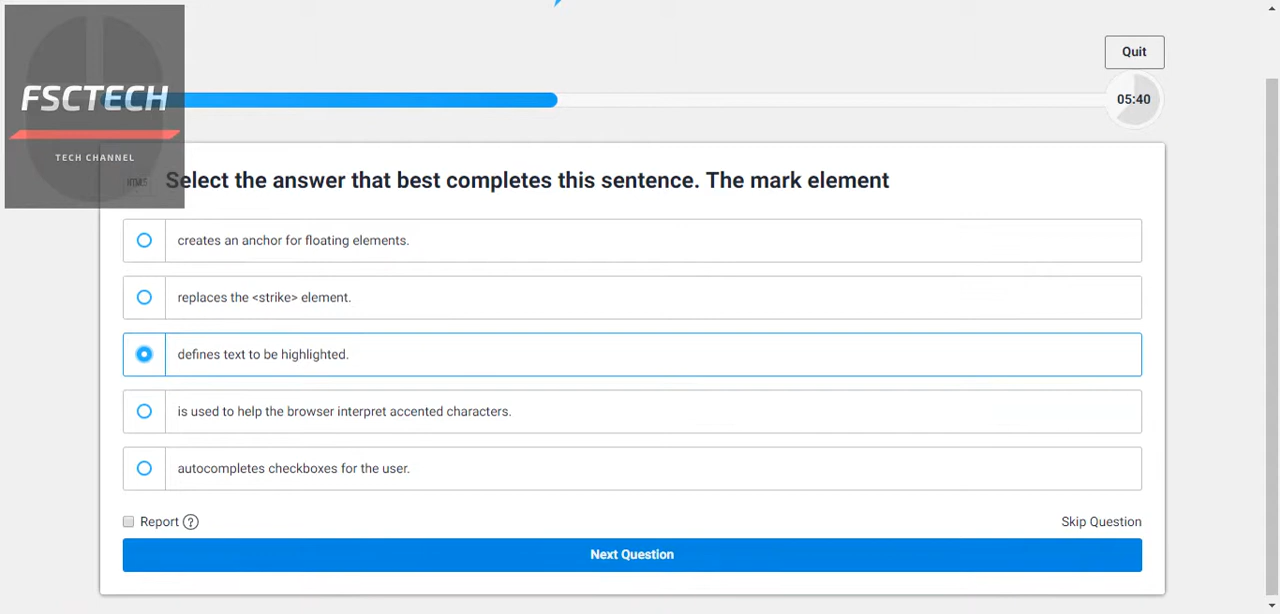 Quit
FSCTECH
TECH CHANNEL
05:40
Select the answer that best completes this sentence. The mark element
creates an anchor for floating elements.
replaces the <strike> element.
defines text to be highlighted.
is used to help the browser interpret accented characters.
autocompletes checkboxes for the user.
Report ?
Skip Question
Next Question